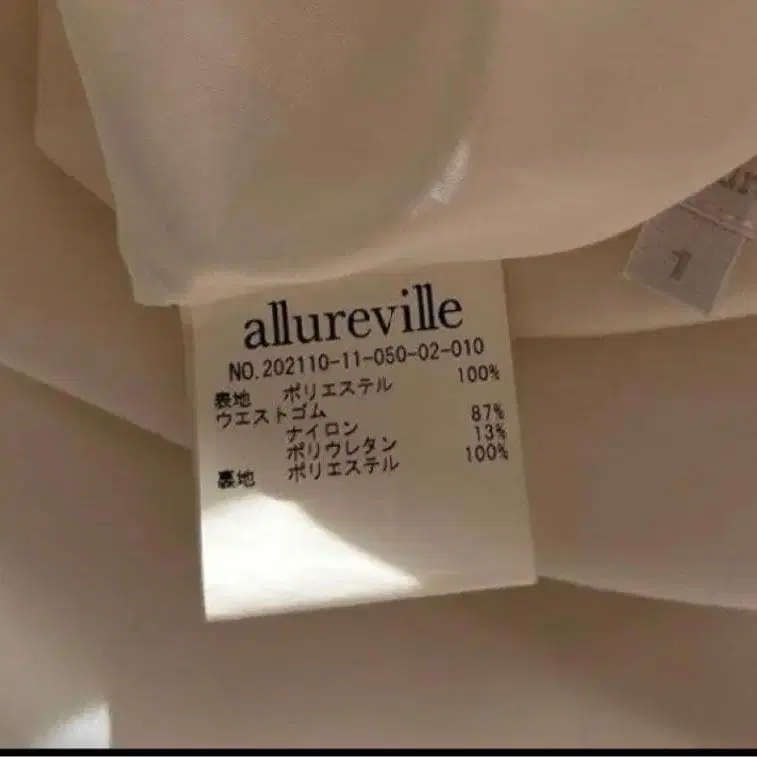 allureville
NO.202110-11-050-02-010
表地 ポリエステル 100%
ウエストゴム
ナイロン 87%
ポリウレタン 13%
裏地 ポリエステル 100%
1